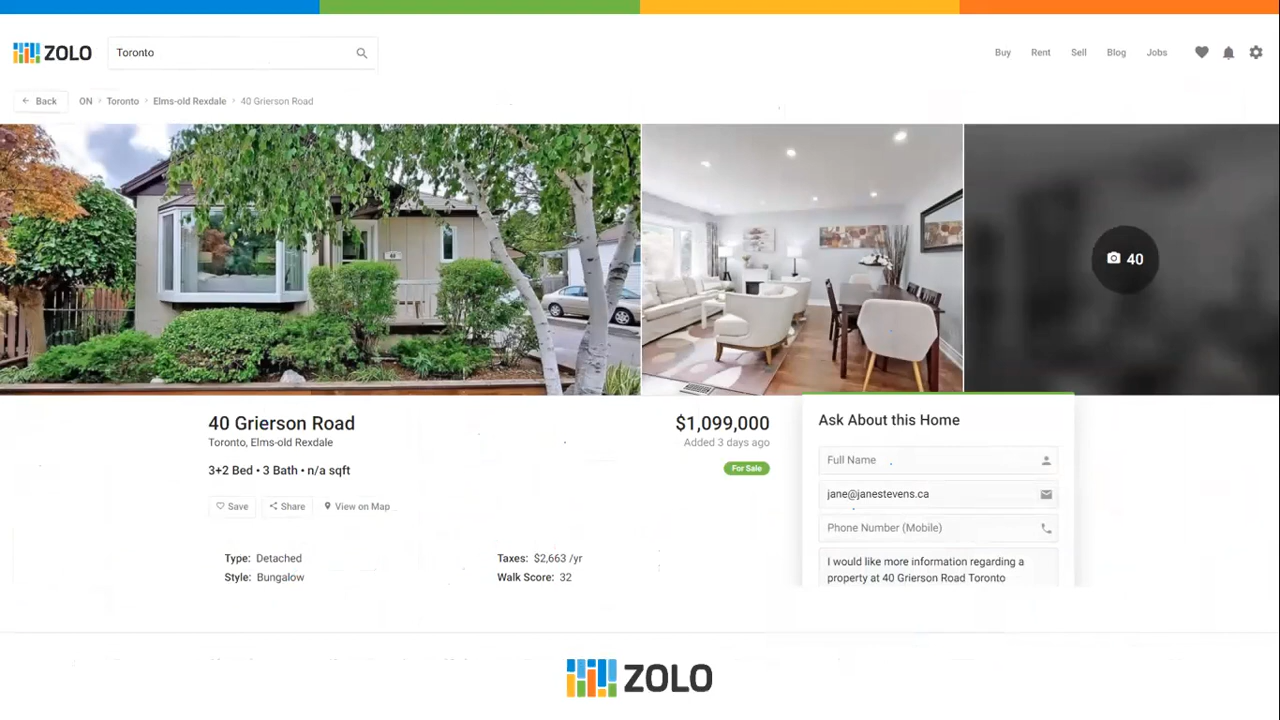 ZOLO
Toronto
Buy Rent Sell Blog Jobs
Back
ON > Toronto > Elms-old Rexdale > 40 Grierson Road
40
40 Grierson Road
Toronto, Elms-old Rexdale
3+2 Bed • 3 Bath • n/a sqft
Save Share View on Map
$1,099,000
Added 3 days ago
For Sale
Type: Detached
Style: Bungalow
Taxes: $2,663 /yr
Walk Score: 32
Ask About this Home
Full Name
jane@janestevens.ca
Phone Number (Mobile)
I would like more information regarding a
property at 40 Grierson Road Toronto
ZOLO